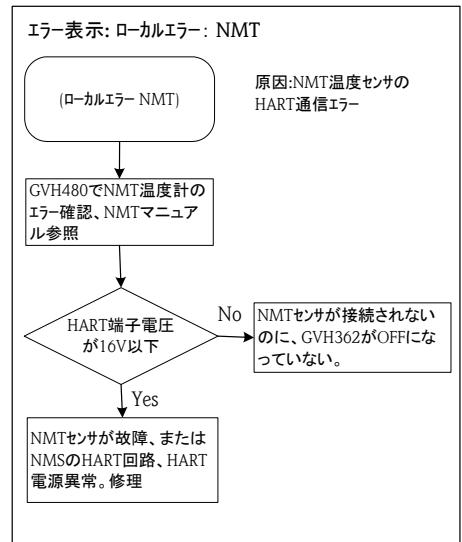 エラー表示: ローカルエラー: NMT
(ローカルエラー NMT)
原因:NMT温度センサの
HART通信エラー
GVH480でNMT温度計の
エラー確認、NMTマニュア
ル参照
HART端子電圧
が16V以下
No
NMTセンサが接続されない
のに、GVH362がOFFにな
っていない。
Yes
NMTセンサが故障、または
NMSのHART回路、HART
電源異常。修理